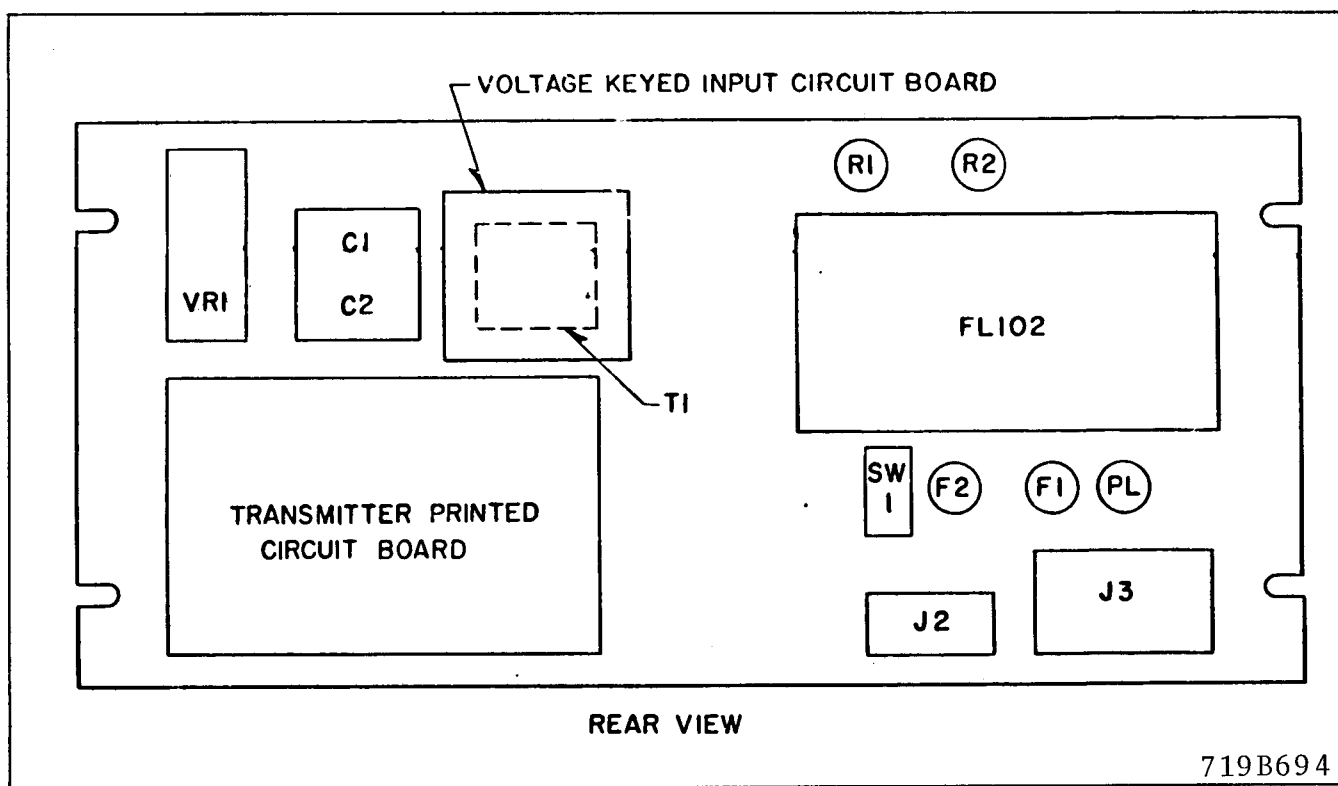 VOLTAGE KEYED INPUT CIRCUIT BOARD
R1
R2
C1
C2
VR1
FL102
T1
TRANSMITTER PRINTED
CIRCUIT BOARD
SW
1
F2
F1
PL
J2
J3
REAR VIEW
719B694